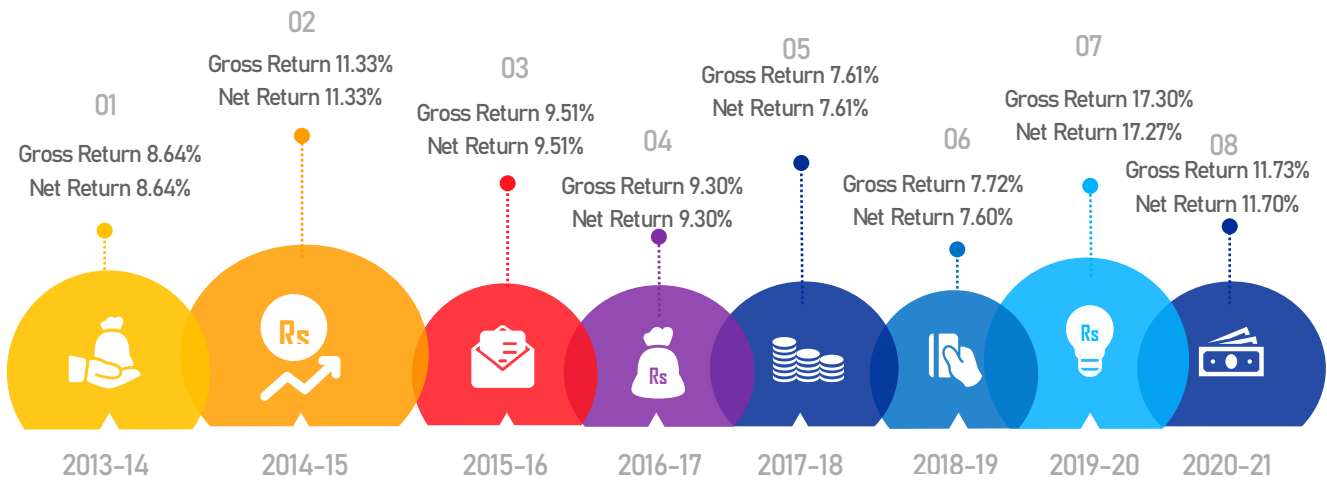 01
Gross Return 8.64%
Net Return 8.64%
02
Gross Return 11.33%
Net Return 11.33%
Rs
03
Gross Return 9.51%
Net Return 9.51%
04
Gross Return 9.30%
Net Return 9.30%
Rs
05
Gross Return 7.61%
Net Return 7.61%
06
Gross Return 7.72%
Net Return 7.60%
07
Gross Return 17.30%
Net Return 17.27%
Rs
08
Gross Return 11.73%
Net Return 11.70%
2013-14
2014-15
2015-16
2016-17
2017-18
2018-19
2019-20
2020-21